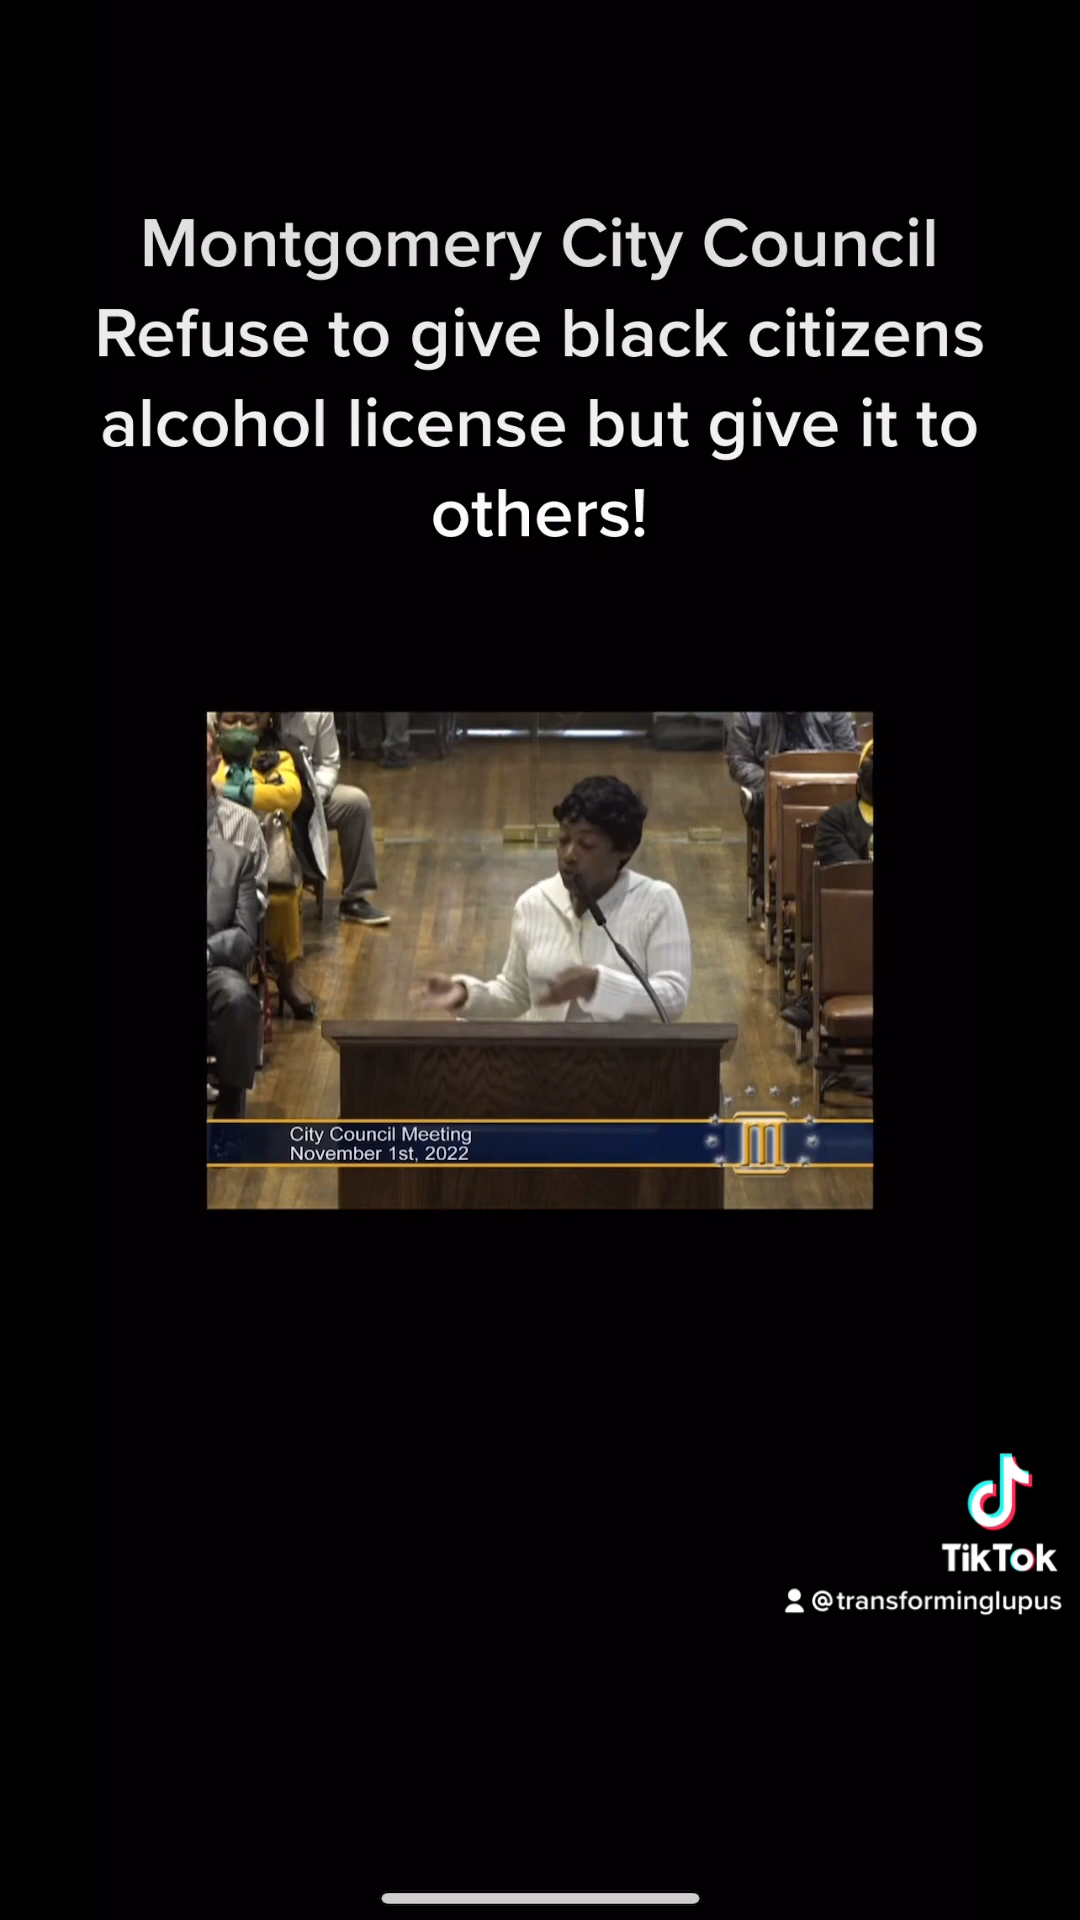 Montgomery City Council
Refuse to give black citizens
alcohol license but give it to
others!
City Council Meeting
November 1st, 2022
M
TikTok
@transforminglupus